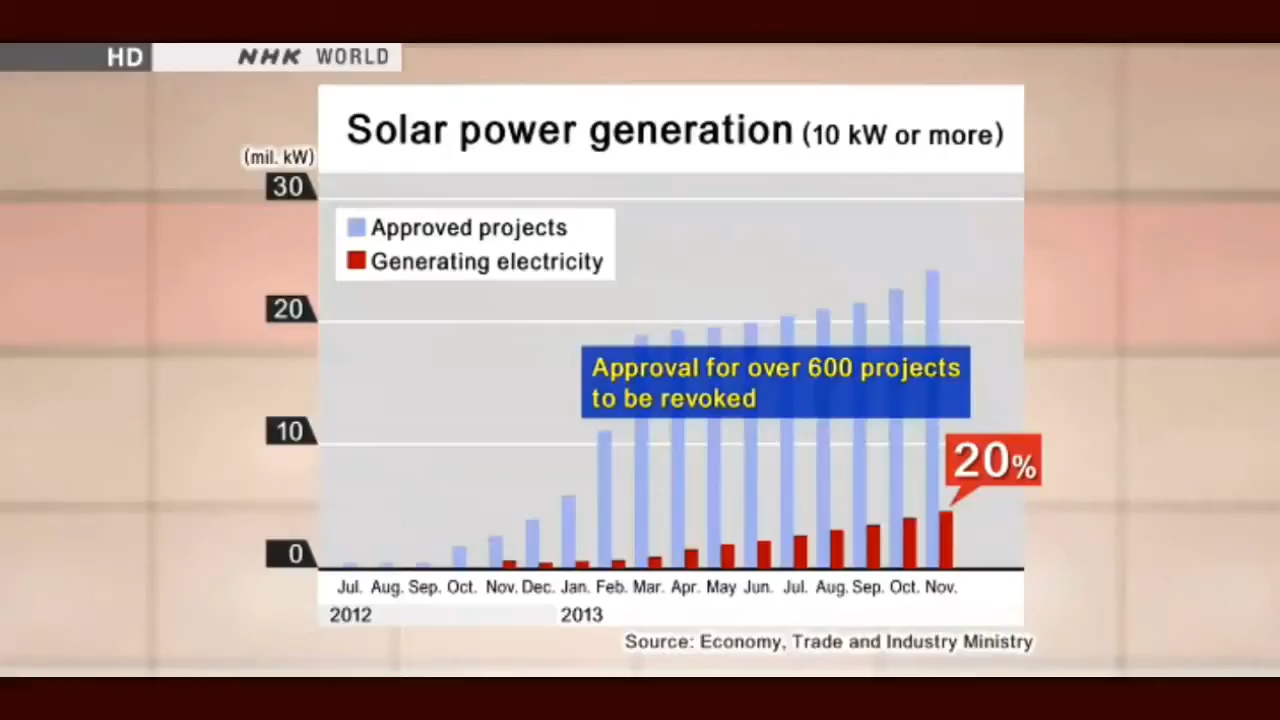 HD NHK WORLD
Solar power generation (10 kW or more)
(mil. kW)
30
Approved projects
Generating electricity
20
Approval for over 600 projects
to be revoked
10
20%
0
Jul. Aug. Sep. Oct. Nov. Dec. Jan. Feb. Mar. Apr. May Jun. Jul. Aug. Sep. Oct. Nov.
2012 2013
Source: Economy, Trade and Industry Ministry